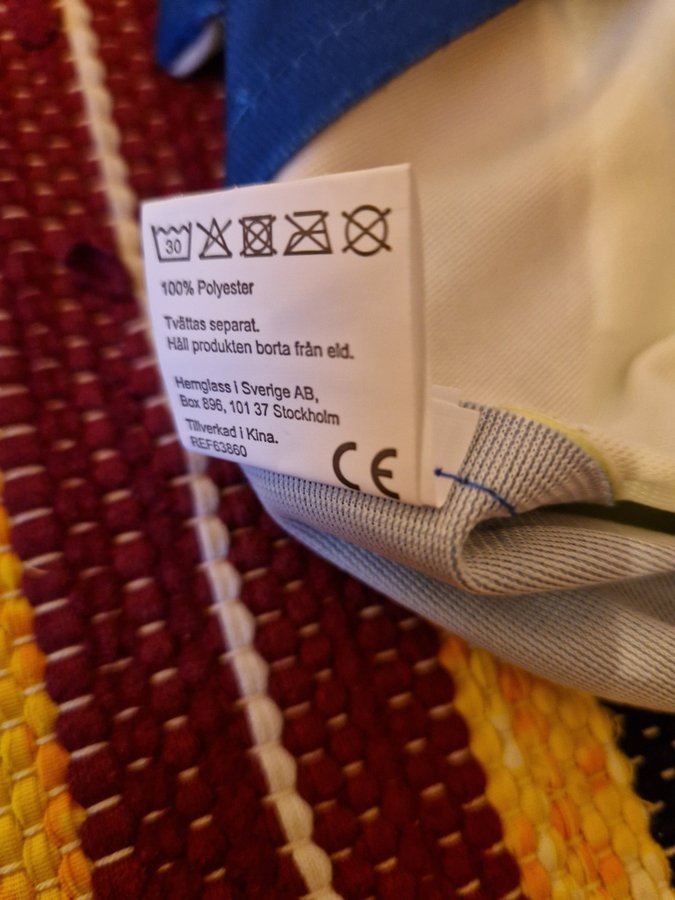 30
100% Polyester
Tvättas separat.
Håll produkten borta från eld.
Hemglass i Sverige AB,
Box 896, 101 37 Stockholm
Tillverkad i Kina.
REF63860
CE